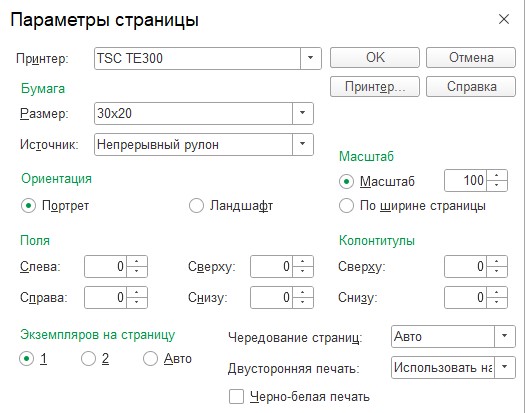 Параметры страницы
Принтер: TSC TE300 OK Отмена
Бумага Принтер... Справка
Размер: 30x20
Источник: Непрерывный рулон
Масштаб
Ориентация Масштаб 100
Портрет Ландшафт По ширине страницы
Поля Колонтитулы
Слева: 0 Сверху: 0 Сверху: 0
Справа: 0 Снизу: 0 Снизу: 0
Экземпляров на страницу Чередование страниц: Авто
1 2 Авто
Двусторонняя печать: Использовать на
Черно-белая печать